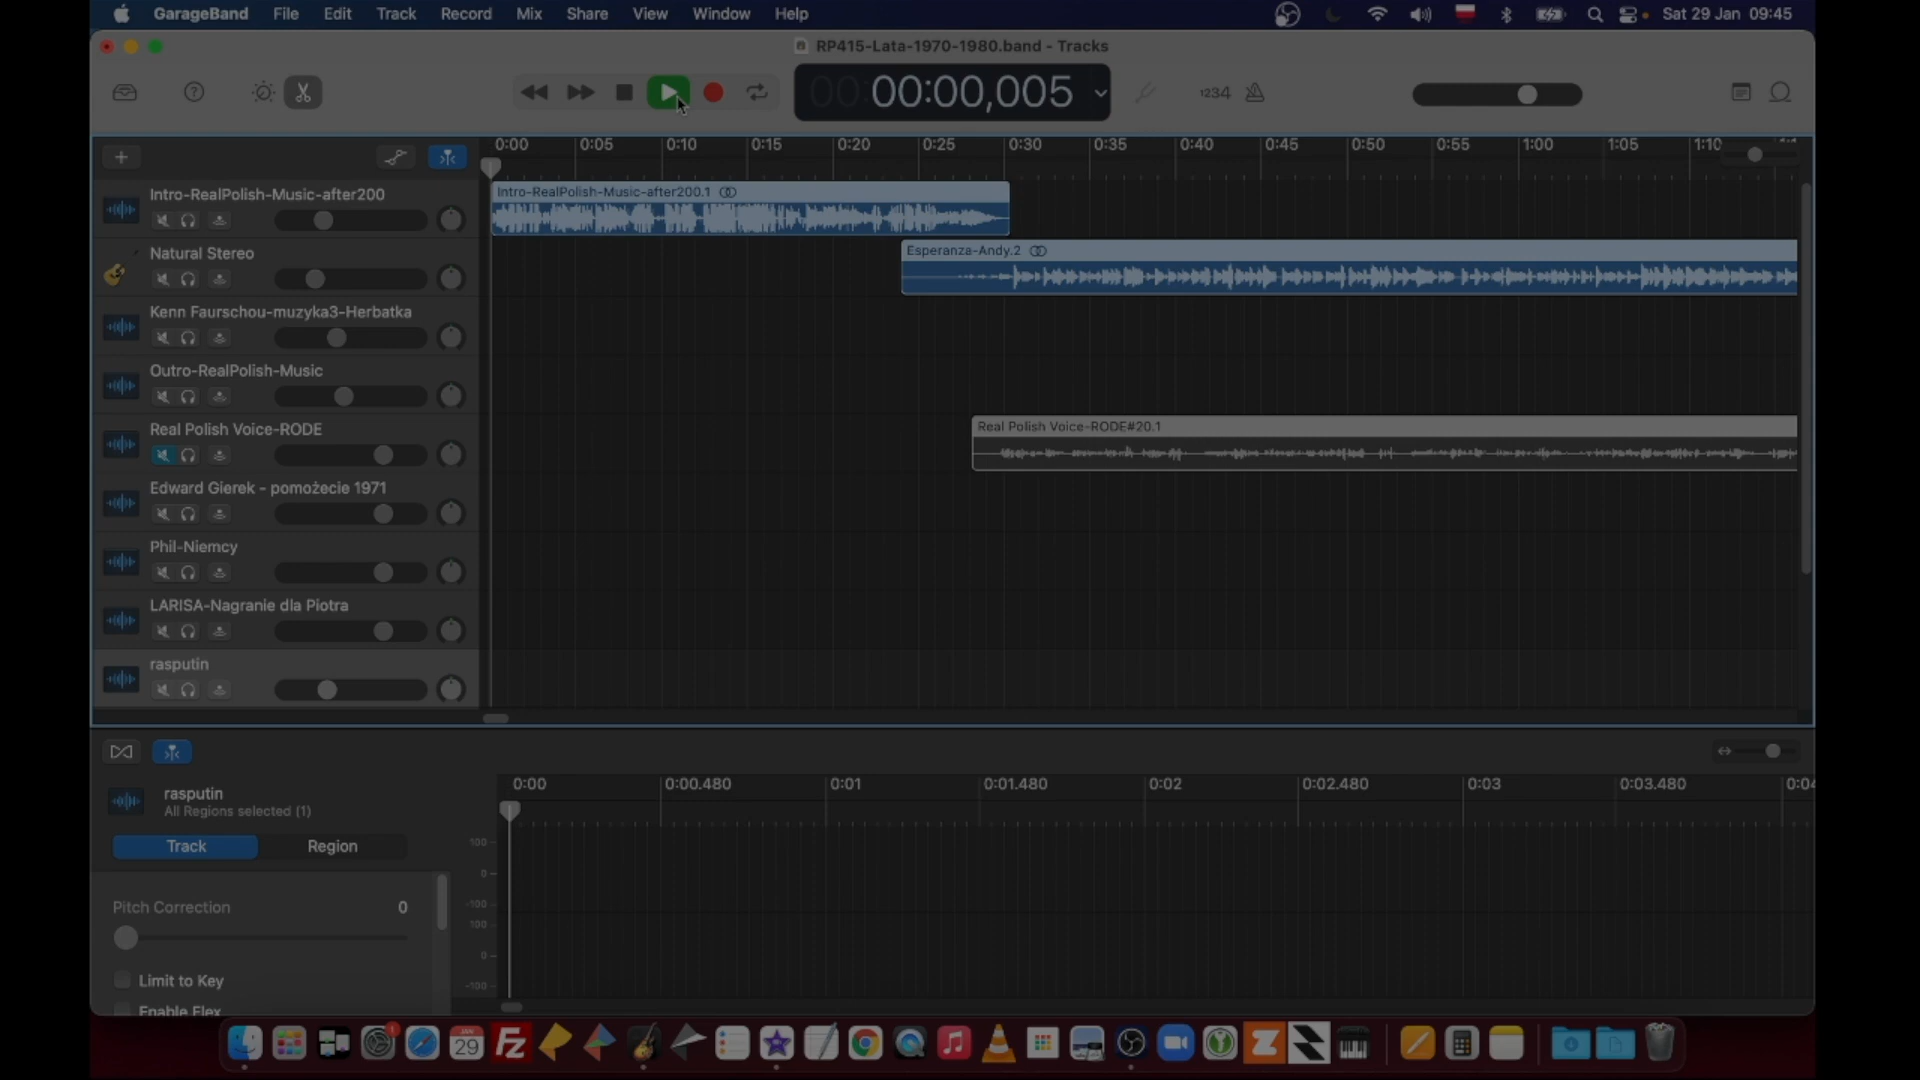 GarageBand File Edit Track Record Mix Share View Window Help Sat 29 Jan 09:45
RP415-Lata-1970-1980.band - Tracks
00:00:00,005
1234
0:00 0:05 0:10 0:15 0:20 0:25 0:30 0:35 0:40 0:45 0:50 0:55 1:00 1:05 1:10
Intro-RealPolish-Music-after200
Intro-RealPolish-Music-after200.1
Natural Stereo
Esperanza-Andy.2
Kenn Faurschou-muzyka3-Herbatka
Outro-RealPolish-Music
Real Polish Voice-RODE
Real Polish Voice-RODE#20.1
Edward Gierek - pomożecie 1971
Phil-Niemcy
LARISA-Nagranie dla Piotra
rasputin
0:00 0:00.480 0:01 0:01.480 0:02 0:02.480 0:03 0:03.480 0:04
rasputin
All Regions selected (1)
Track Region
100
0
-100
100
0
-100
Pitch Correction 0
Limit to Key
Enable Flex
JAN
29
FZ